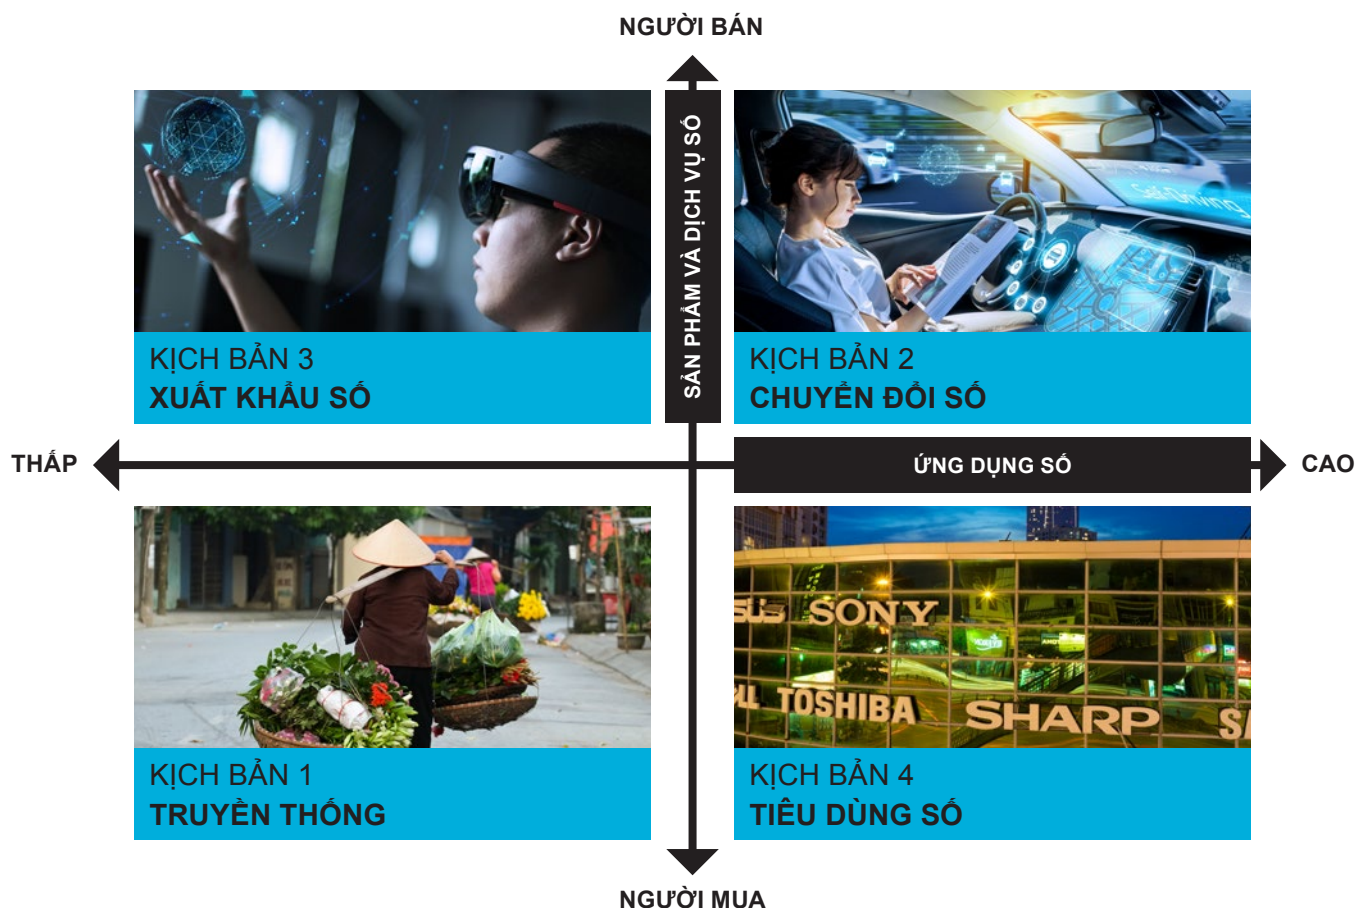 NGƯỜI BÁN
SẢN PHẨM VÀ DỊCH VỤ SỐ
Self-Driving
KỊCH BẢN 3
XUẤT KHẨU SỐ
KỊCH BẢN 2
CHUYỂN ĐỔI SỐ
THẤP
ỨNG DỤNG SỐ
CAO
SONY
TOSHIBA
SHARP
KỊCH BẢN 1
TRUYỀN THỐNG
KỊCH BẢN 4
TIÊU DÙNG SỐ
NGƯỜI MUA